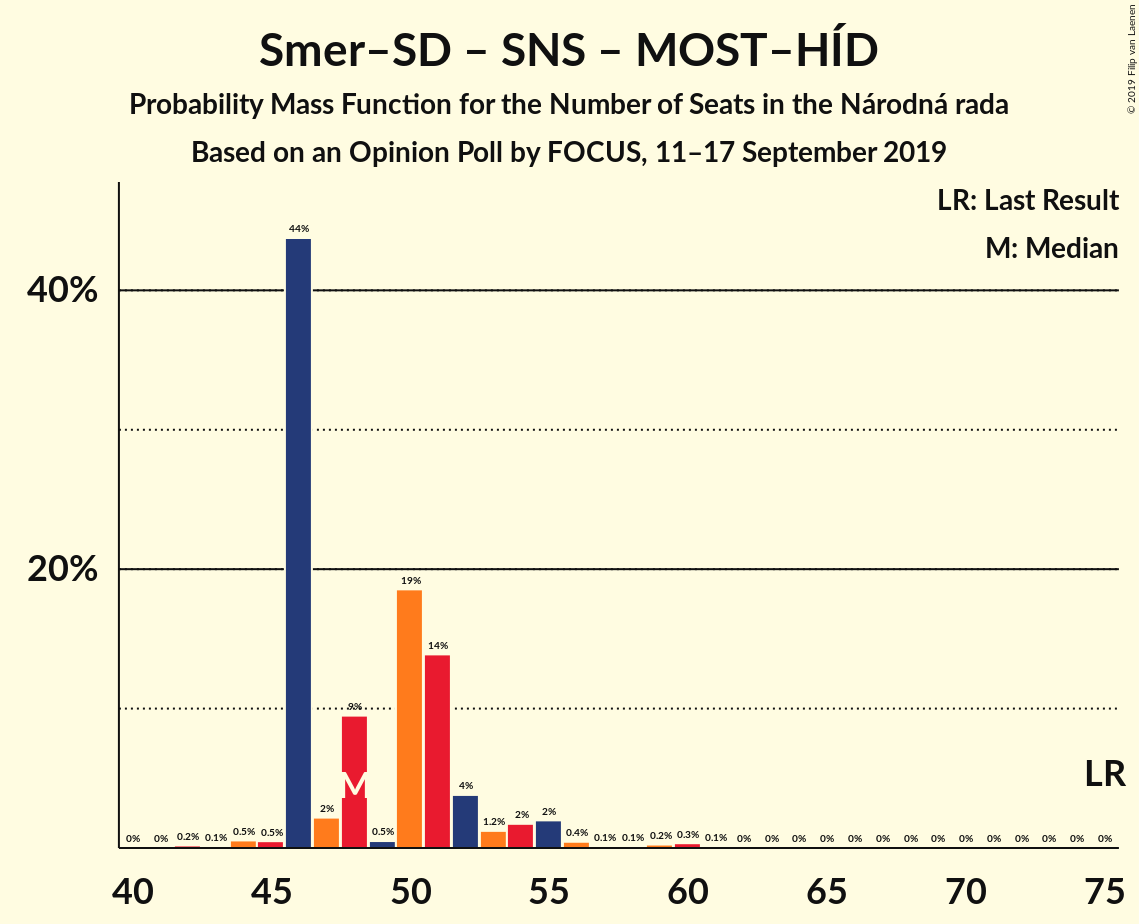 Smer–SD – SNS – MOST–HÍD
Probability Mass Function for the Number of Seats in the Národná rada
Based on an Opinion Poll by FOCUS, 11–17 September 2019
© 2019 Filip van Laenen
LR: Last Result
M: Median
44%
40%
20%
19%
14%
9%
M
LR
0% 0% 0.2% 0.1% 0.5% 0.5% 2% 0.5% 4% 1.2% 2% 2% 0.4% 0.1% 0.1% 0.2% 0.3% 0.1% 0% 0% 0% 0% 0% 0% 0% 0% 0% 0% 0% 0% 0% 0%
40 45 50 55 60 65 70 75